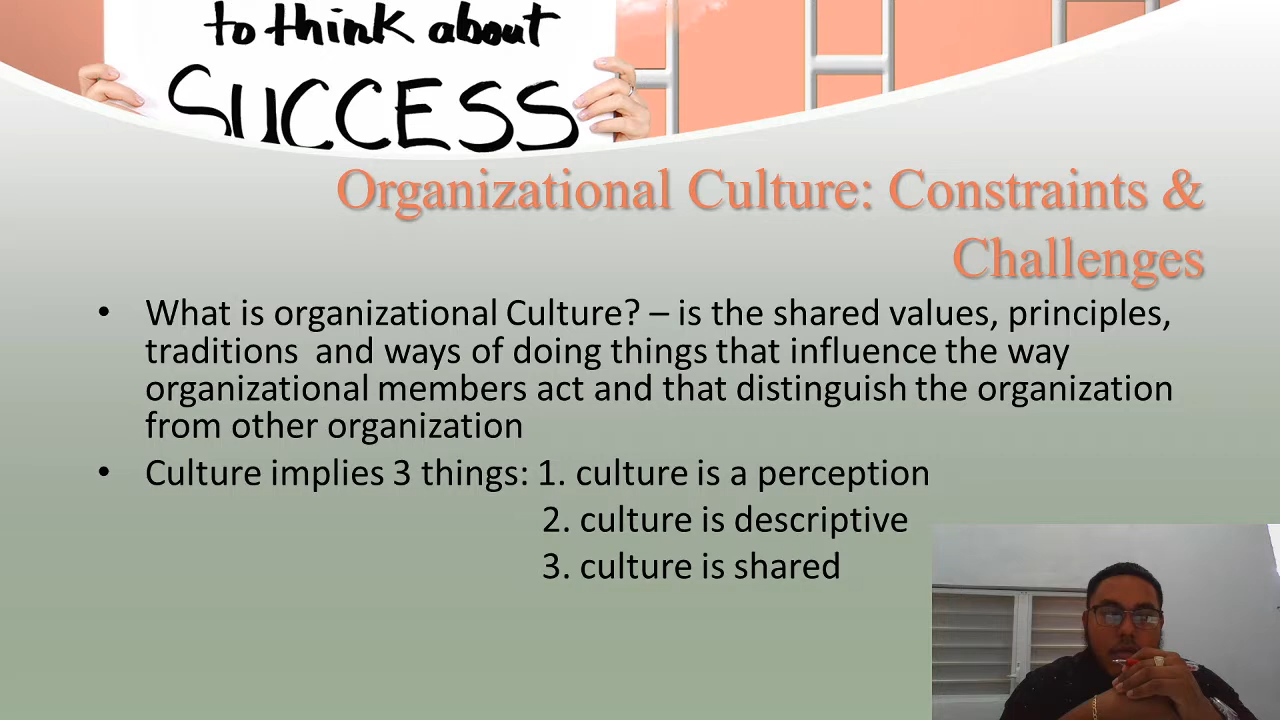 to think about
SUCCESS
Organizational Culture: Constraints &
Challenges
• What is organizational Culture? – is the shared values, principles,
traditions and ways of doing things that influence the way
organizational members act and that distinguish the organization
from other organization
• Culture implies 3 things: 1. culture is a perception
2. culture is descriptive
3. culture is shared